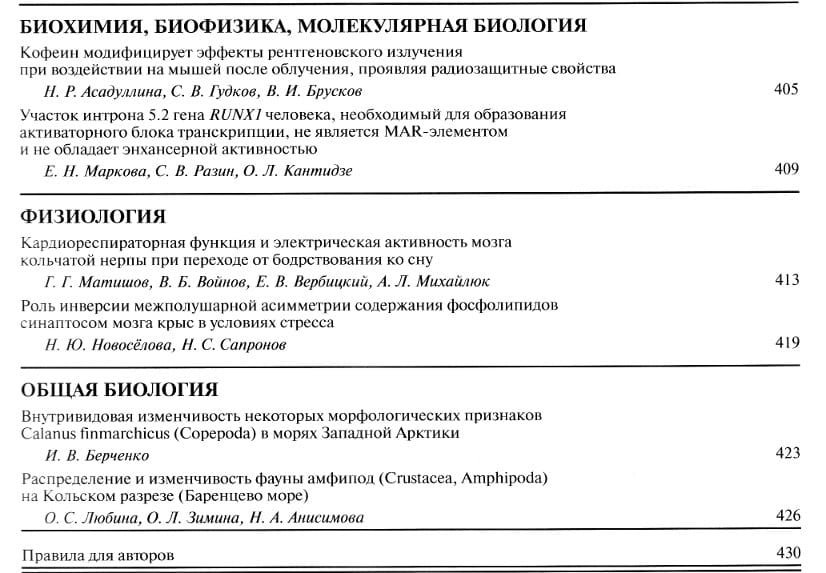 БИОХИМИЯ, БИОФИЗИКА, МОЛЕКУЛЯРНАЯ БИОЛОГИЯ
Кофеин модифицирует эффекты рентгеновского излучения
при воздействии на мышей после облучения, проявляя радиозащитные свойства
Н. Р. Асадуллина, С. В. Гудков, В. И. Брусков 405
Участок интрона 5.2 гена RUNX1 человека, необходимый для образования
активаторного блока транскрипции, не является MAR-элементом
и не обладает энхансерной активностью
Е. Н. Маркова, С. В. Разин, О. Л. Кантидзе 409
ФИЗИОЛОГИЯ
Кардиореспираторная функция и электрическая активность мозга
кольчатой нерпы при переходе от бодрствования ко сну
Г. Г. Матишов, В. Б. Войнов, Е. В. Вербицкий, А. Л. Михайлюк 413
Роль инверсии межполушарной асимметрии содержания фосфолипидов
синаптосом мозга крыс в условиях стресса
Н. Ю. Новосёлова, Н. С. Сапронов 419
ОБЩАЯ БИОЛОГИЯ
Внутривидовая изменчивость некоторых морфологических признаков
Calanus finmarchicus (Copepoda) в морях Западной Арктики
И. В. Берченко 423
Распределение и изменчивость фауны амфипод (Crustacea, Amphipoda)
на Кольском разрезе (Баренцево море)
О. С. Любина, О. Л. Зимина, Н. А. Анисимова 426
Правила для авторов 430